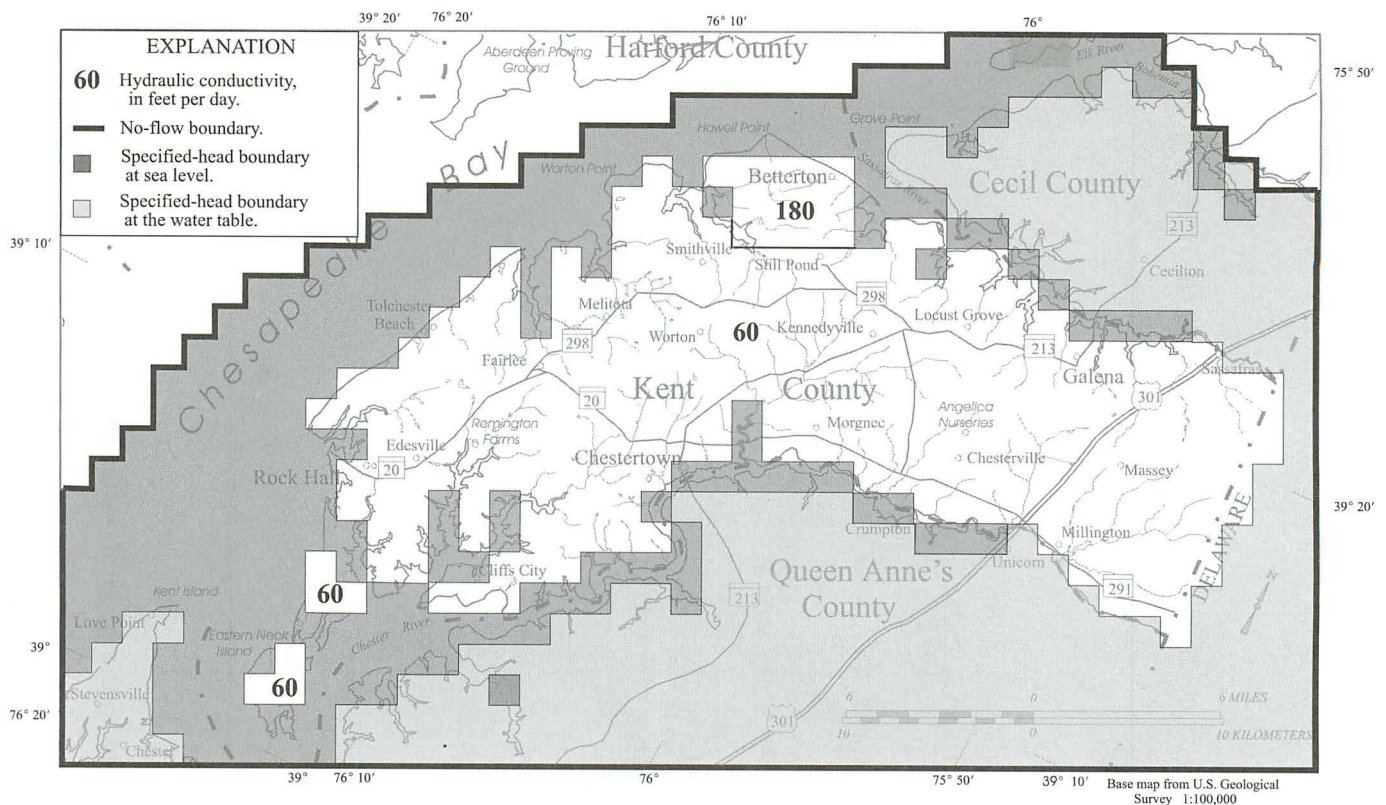 39° 20'
76° 20'
76° 10'
76°
EXPLANATION
60 Hydraulic conductivity,
in feet per day.
No-flow boundary.
Specified-head boundary
at sea level.
Specified-head boundary
at the water table.
Aberdeen Proving
Ground
Harford County
Elk River
Bohemia R
75° 50'
Howell Point
Grove Point
Chesapeake Bay
Worton Point
Sassafras River
Betterton
180
Cecil County
213
39° 10'
Smithville
Still Pond
Cecilton
Tolchester
Beach
Melitota
298
298
Worton
60
Kennedyville
Locust Grove
213
Fairlee
Galena
Sassafras
Kent County
301
20
Remington
Farms
Morgnec
Angelica
Nurseries
Edesville
Chestertown
Chesterville
Massey
Rock Hall
20
39° 20'
Crumpton
Millington
Unicorn
DELAWARE
Cliffs City
Queen Anne's
County
291
N
60
213
Kent Island
Love Point
Eastern Neck
Island
Chester River
39°
60
Stevensville
6 0 6 MILES
76° 20'
301
10 0 10 KILOMETERS
Chester
39° 10'
76° 10'
76°
75° 50'
39° 10'
Base map from U.S. Geological
Survey 1:100,000